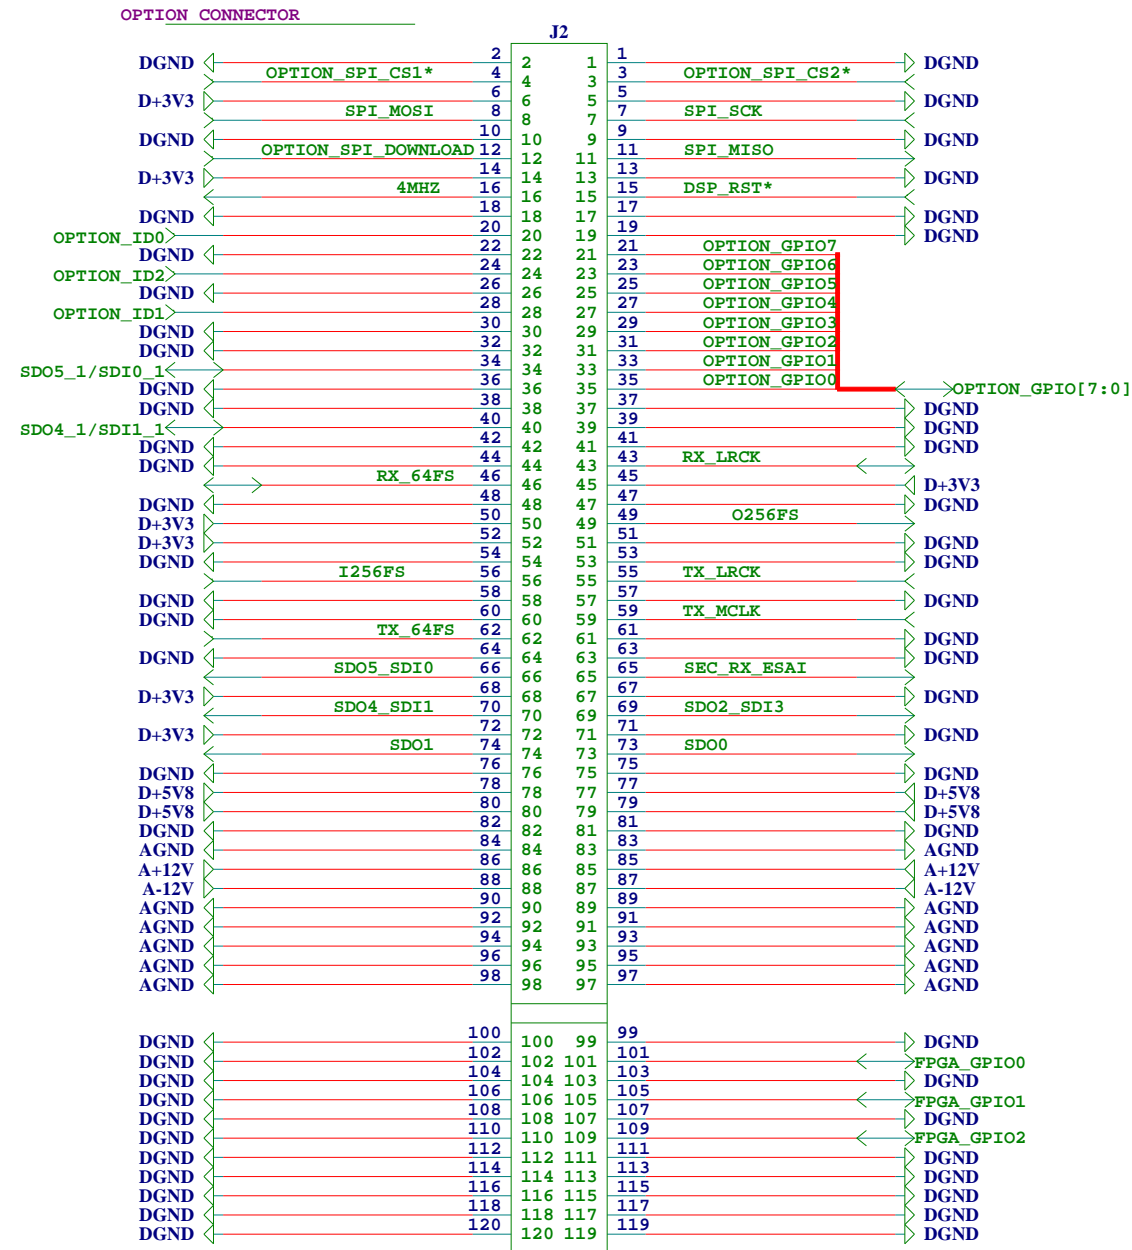 OPTION CONNECTOR
J2
DGND 2 2 1 1 DGND
OPTION_SPI_CS1* 4 4 3 3 OPTION_SPI_CS2*
D+3V3 6 6 5 5 DGND
SPI_MOSI 8 8 7 7 SPI_SCK
DGND 10 10 9 9 DGND
OPTION_SPI_DOWNLOAD 12 12 11 11 SPI_MISO
D+3V3 14 14 13 13 DGND
4MHZ 16 16 15 15 DSP_RST*
DGND 18 18 17 17 DGND
OPTION_ID0 20 20 19 19 DGND
DGND 22 22 21 21 OPTION_GPIO7
OPTION_ID2 24 24 23 23 OPTION_GPIO6
DGND 26 26 25 25 OPTION_GPIO5
OPTION_ID1 28 28 27 27 OPTION_GPIO4
DGND 30 30 29 29 OPTION_GPIO3
DGND 32 32 31 31 OPTION_GPIO2
SDO5_1/SDI0_1 34 34 33 33 OPTION_GPIO1
DGND 36 36 35 35 OPTION_GPIO0 OPTION_GPIO[7:0]
DGND 38 38 37 37 DGND
SDO4_1/SDI1_1 40 40 39 39 DGND
DGND 42 42 41 41 DGND
DGND 44 44 43 43 RX_LRCK
RX_64FS 46 46 45 45 D+3V3
DGND 48 48 47 47 DGND
D+3V3 50 50 49 49 O256FS
D+3V3 52 52 51 51 DGND
DGND 54 54 53 53 DGND
I256FS 56 56 55 55 TX_LRCK
DGND 58 58 57 57 DGND
DGND 60 60 59 59 TX_MCLK
TX_64FS 62 62 61 61 DGND
DGND 64 64 63 63 DGND
SDO5_SDI0 66 66 65 65 SEC_RX_ESAI
D+3V3 68 68 67 67 DGND
SDO4_SDI1 70 70 69 69 SDO2_SDI3
D+3V3 72 72 71 71 DGND
SDO1 74 74 73 73 SDO0
DGND 76 76 75 75 DGND
D+5V8 78 78 77 77 D+5V8
D+5V8 80 80 79 79 D+5V8
DGND 82 82 81 81 DGND
AGND 84 84 83 83 AGND
A+12V 86 86 85 85 A+12V
A-12V 88 88 87 87 A-12V
AGND 90 90 89 89 AGND
AGND 92 92 91 91 AGND
AGND 94 94 93 93 AGND
AGND 96 96 95 95 AGND
AGND 98 98 97 97 AGND
DGND 100 100 99 99 DGND
DGND 102 102 101 101 FPGA_GPIO0
DGND 104 104 103 103 DGND
DGND 106 106 105 105 FPGA_GPIO1
DGND 108 108 107 107 DGND
DGND 110 110 109 109 FPGA_GPIO2
DGND 112 112 111 111 DGND
DGND 114 114 113 113 DGND
DGND 116 116 115 115 DGND
DGND 118 118 117 117 DGND
DGND 120 120 119 119 DGND